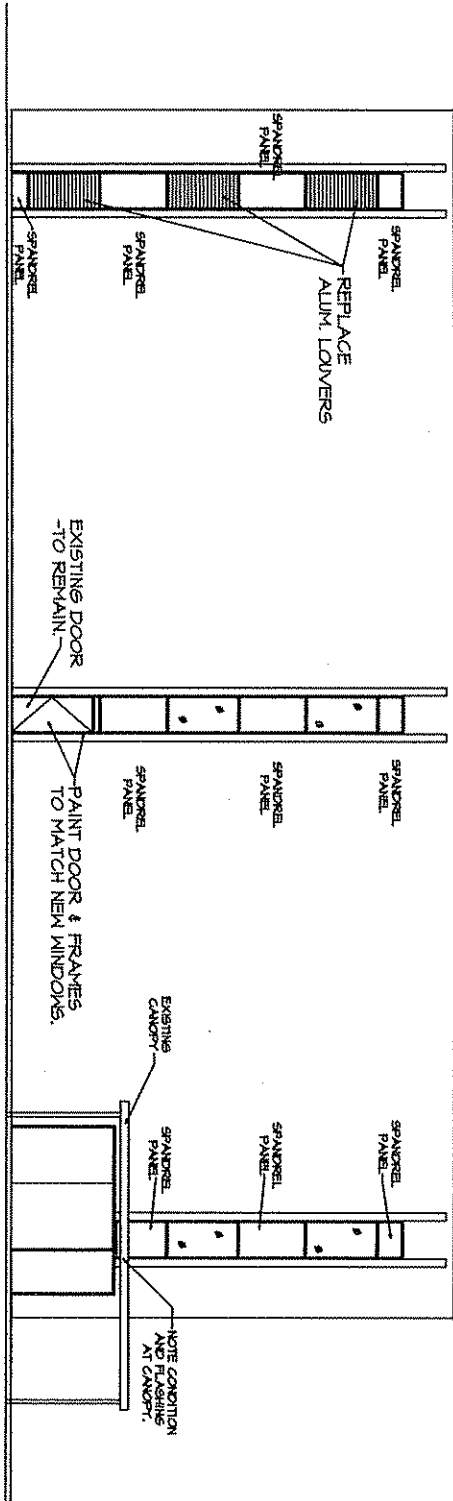 SPANDREL
PANEL
SPANDREL
PANEL
SPANDREL
PANEL
SPANDREL
PANEL
REPLACE
ALUM. LOUVERS
EXISTING DOOR
-TO REMAIN.
PAINT DOOR & FRAMES
TO MATCH NEW WINDOWS.
SPANDREL
PANEL
SPANDREL
PANEL
SPANDREL
PANEL
EXISTING
CANOPY
SPANDREL
PANEL
SPANDREL
PANEL
SPANDREL
PANEL
NOTE CONDITION
AND FLASHING
AT CANOPY.